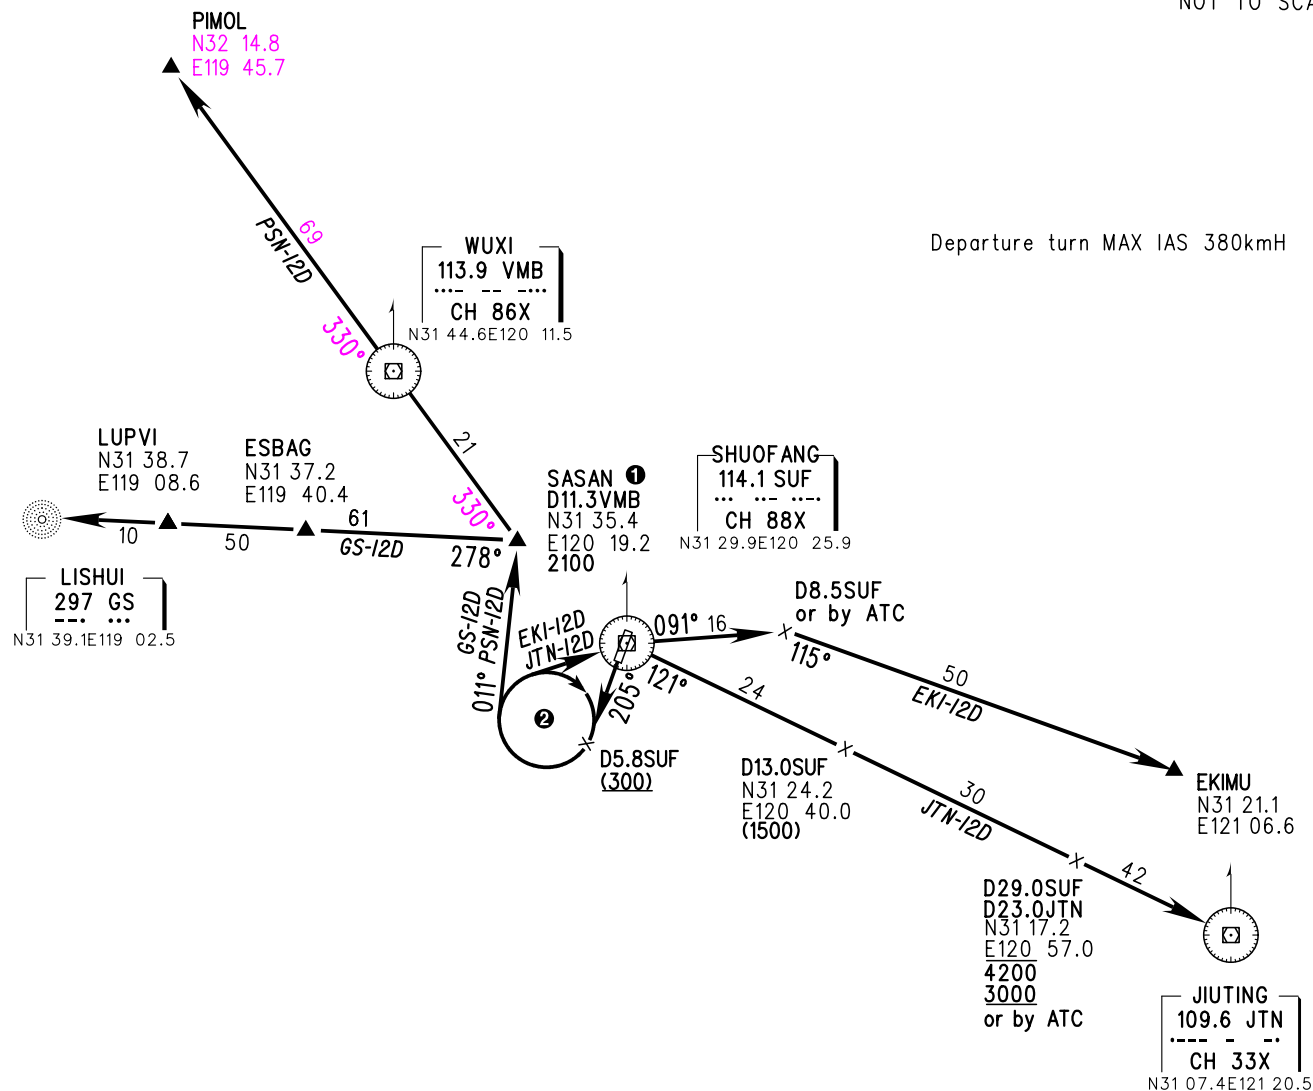 NOT TO SCA
PIMOL
N32 14.8
E119 45.7
Departure turn MAX IAS 380kmH
69
PSN-12D
330°
WUXI
113.9 VMB
CH 86X
N31 44.6E120 11.5
21
330°
LUPVI
N31 38.7
E119 08.6
ESBAG
N31 37.2
E119 40.4
10
50
61
GS-12D
278°
LISHUI
297 GS
N31 39.1E119 02.5
SASAN 1
D11.3VMB
N31 35.4
E120 19.2
2100
SHUOFANG
114.1 SUF
CH 88X
N31 29.9E120 25.9
GS-12D
011° PSN-12D
EKI-12D
JTN-12D
2
205°
D5.8SUF
(300)
091° 16
D8.5SUF
or by ATC
115°
50
EKI-12D
EKIMU
N31 21.1
E121 06.6
121°
24
D13.0SUF
N31 24.2
E120 40.0
(1500)
30
JTN-12D
D29.0SUF
D23.0JTN
N31 17.2
E120 57.0
4200
3000
or by ATC
42
JIUTING
109.6 JTN
CH 33X
N31 07.4E121 20.5